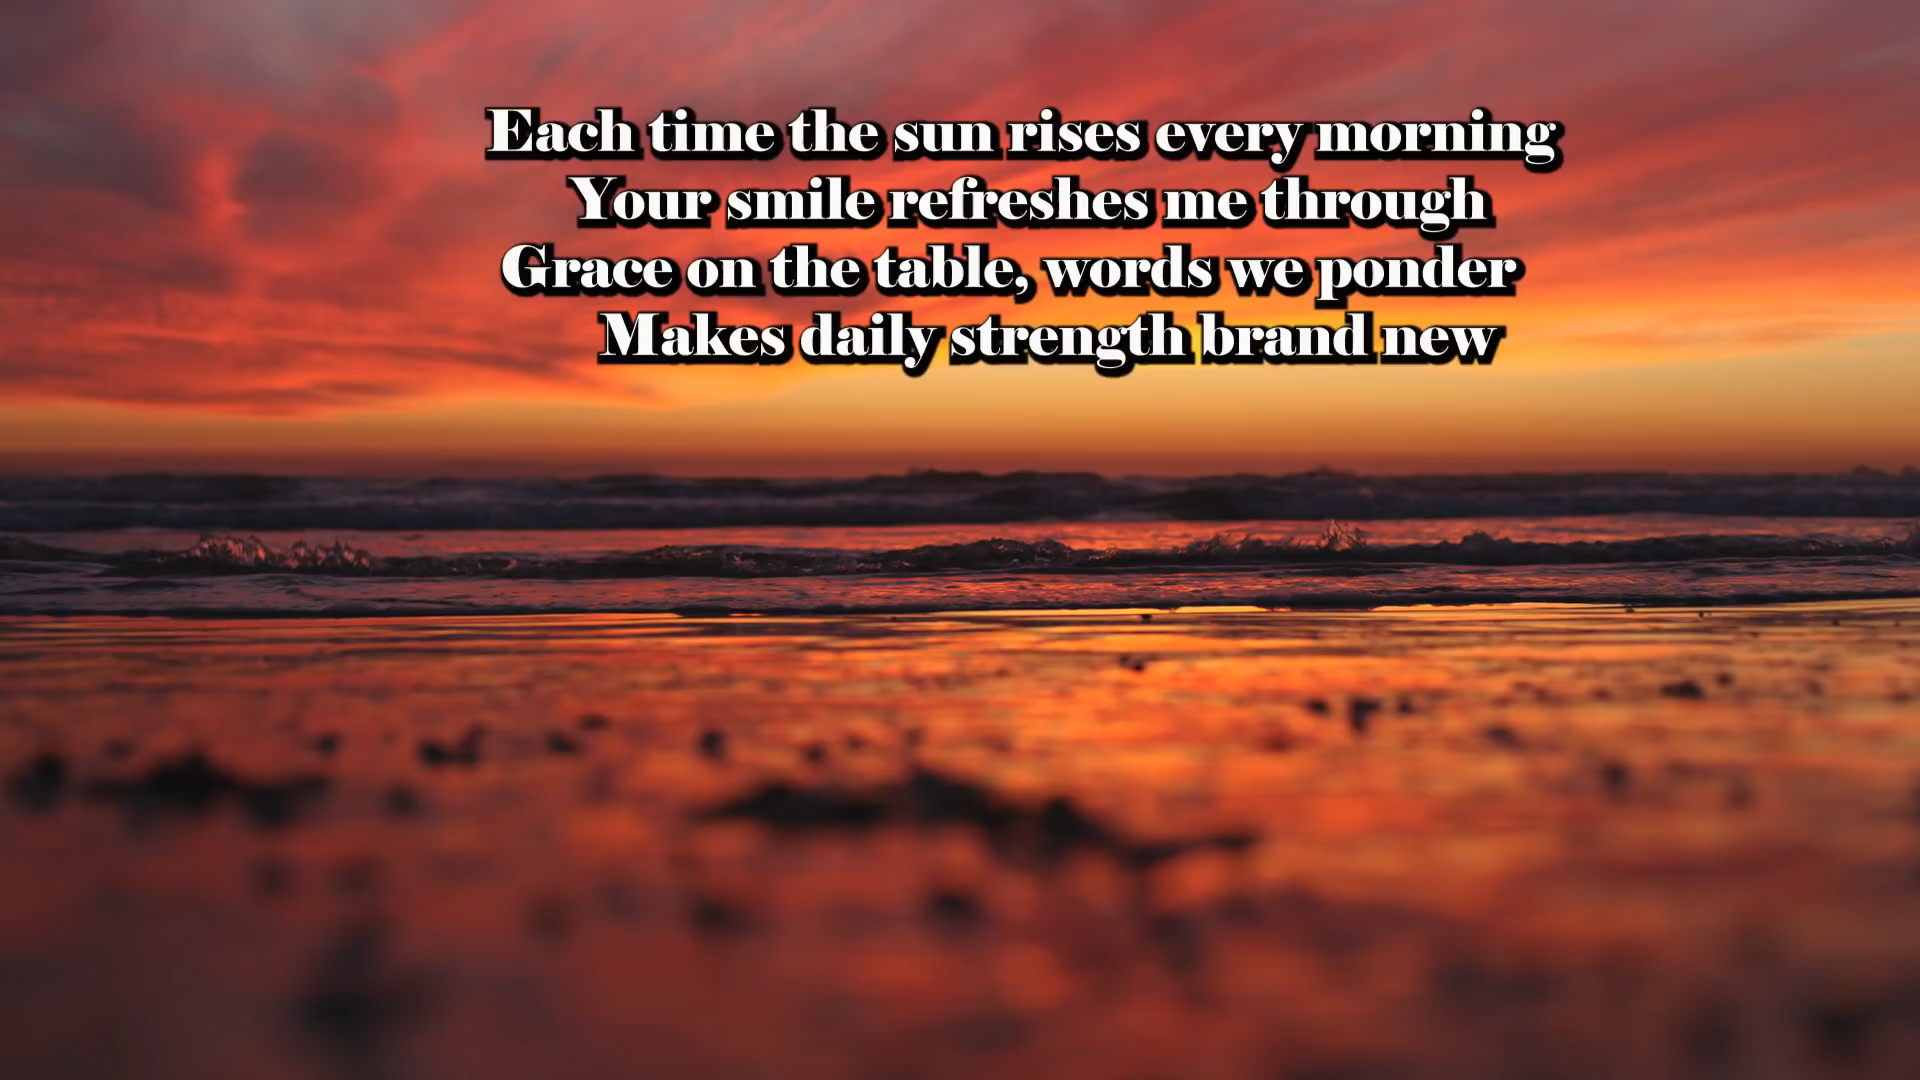 Each time the sun rises every morning
Your smile refreshes me through
Grace on the table, words we ponder
Makes daily strength brand new